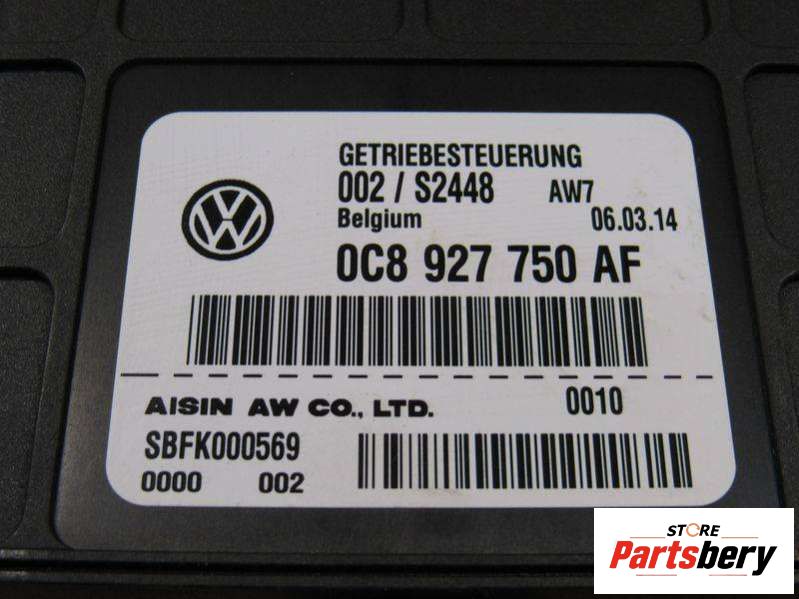 GETRIEBESTEUERUNG
002 / S2448 AW7
Belgium 06.03.14
0C8 927 750 AF
AISIN AW CO., LTD. 0010
SBFK000569
0000 002
STORE
Partsbery